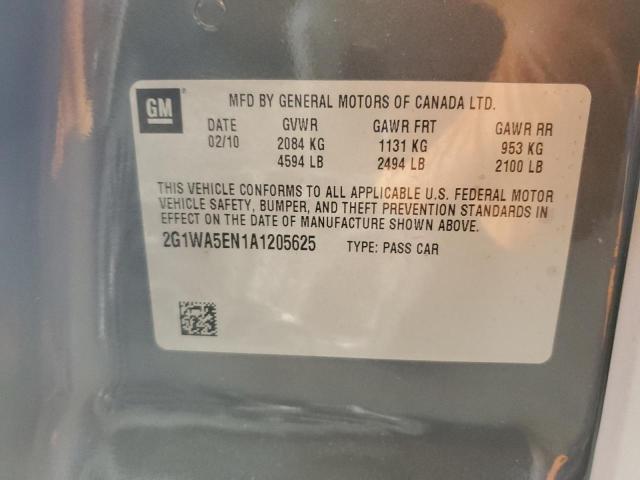 GM ®
MFD BY GENERAL MOTORS OF CANADA LTD.
DATE GVWR GAWR FRT GAWR RR
02/10 2084 KG 1131 KG 953 KG
4594 LB 2494 LB 2100 LB
THIS VEHICLE CONFORMS TO ALL APPLICABLE U.S. FEDERAL MOTOR
VEHICLE SAFETY, BUMPER, AND THEFT PREVENTION STANDARDS IN
EFFECT ON THE DATE OF MANUFACTURE SHOWN ABOVE.
2G1WA5EN1A1205625 TYPE: PASS CAR